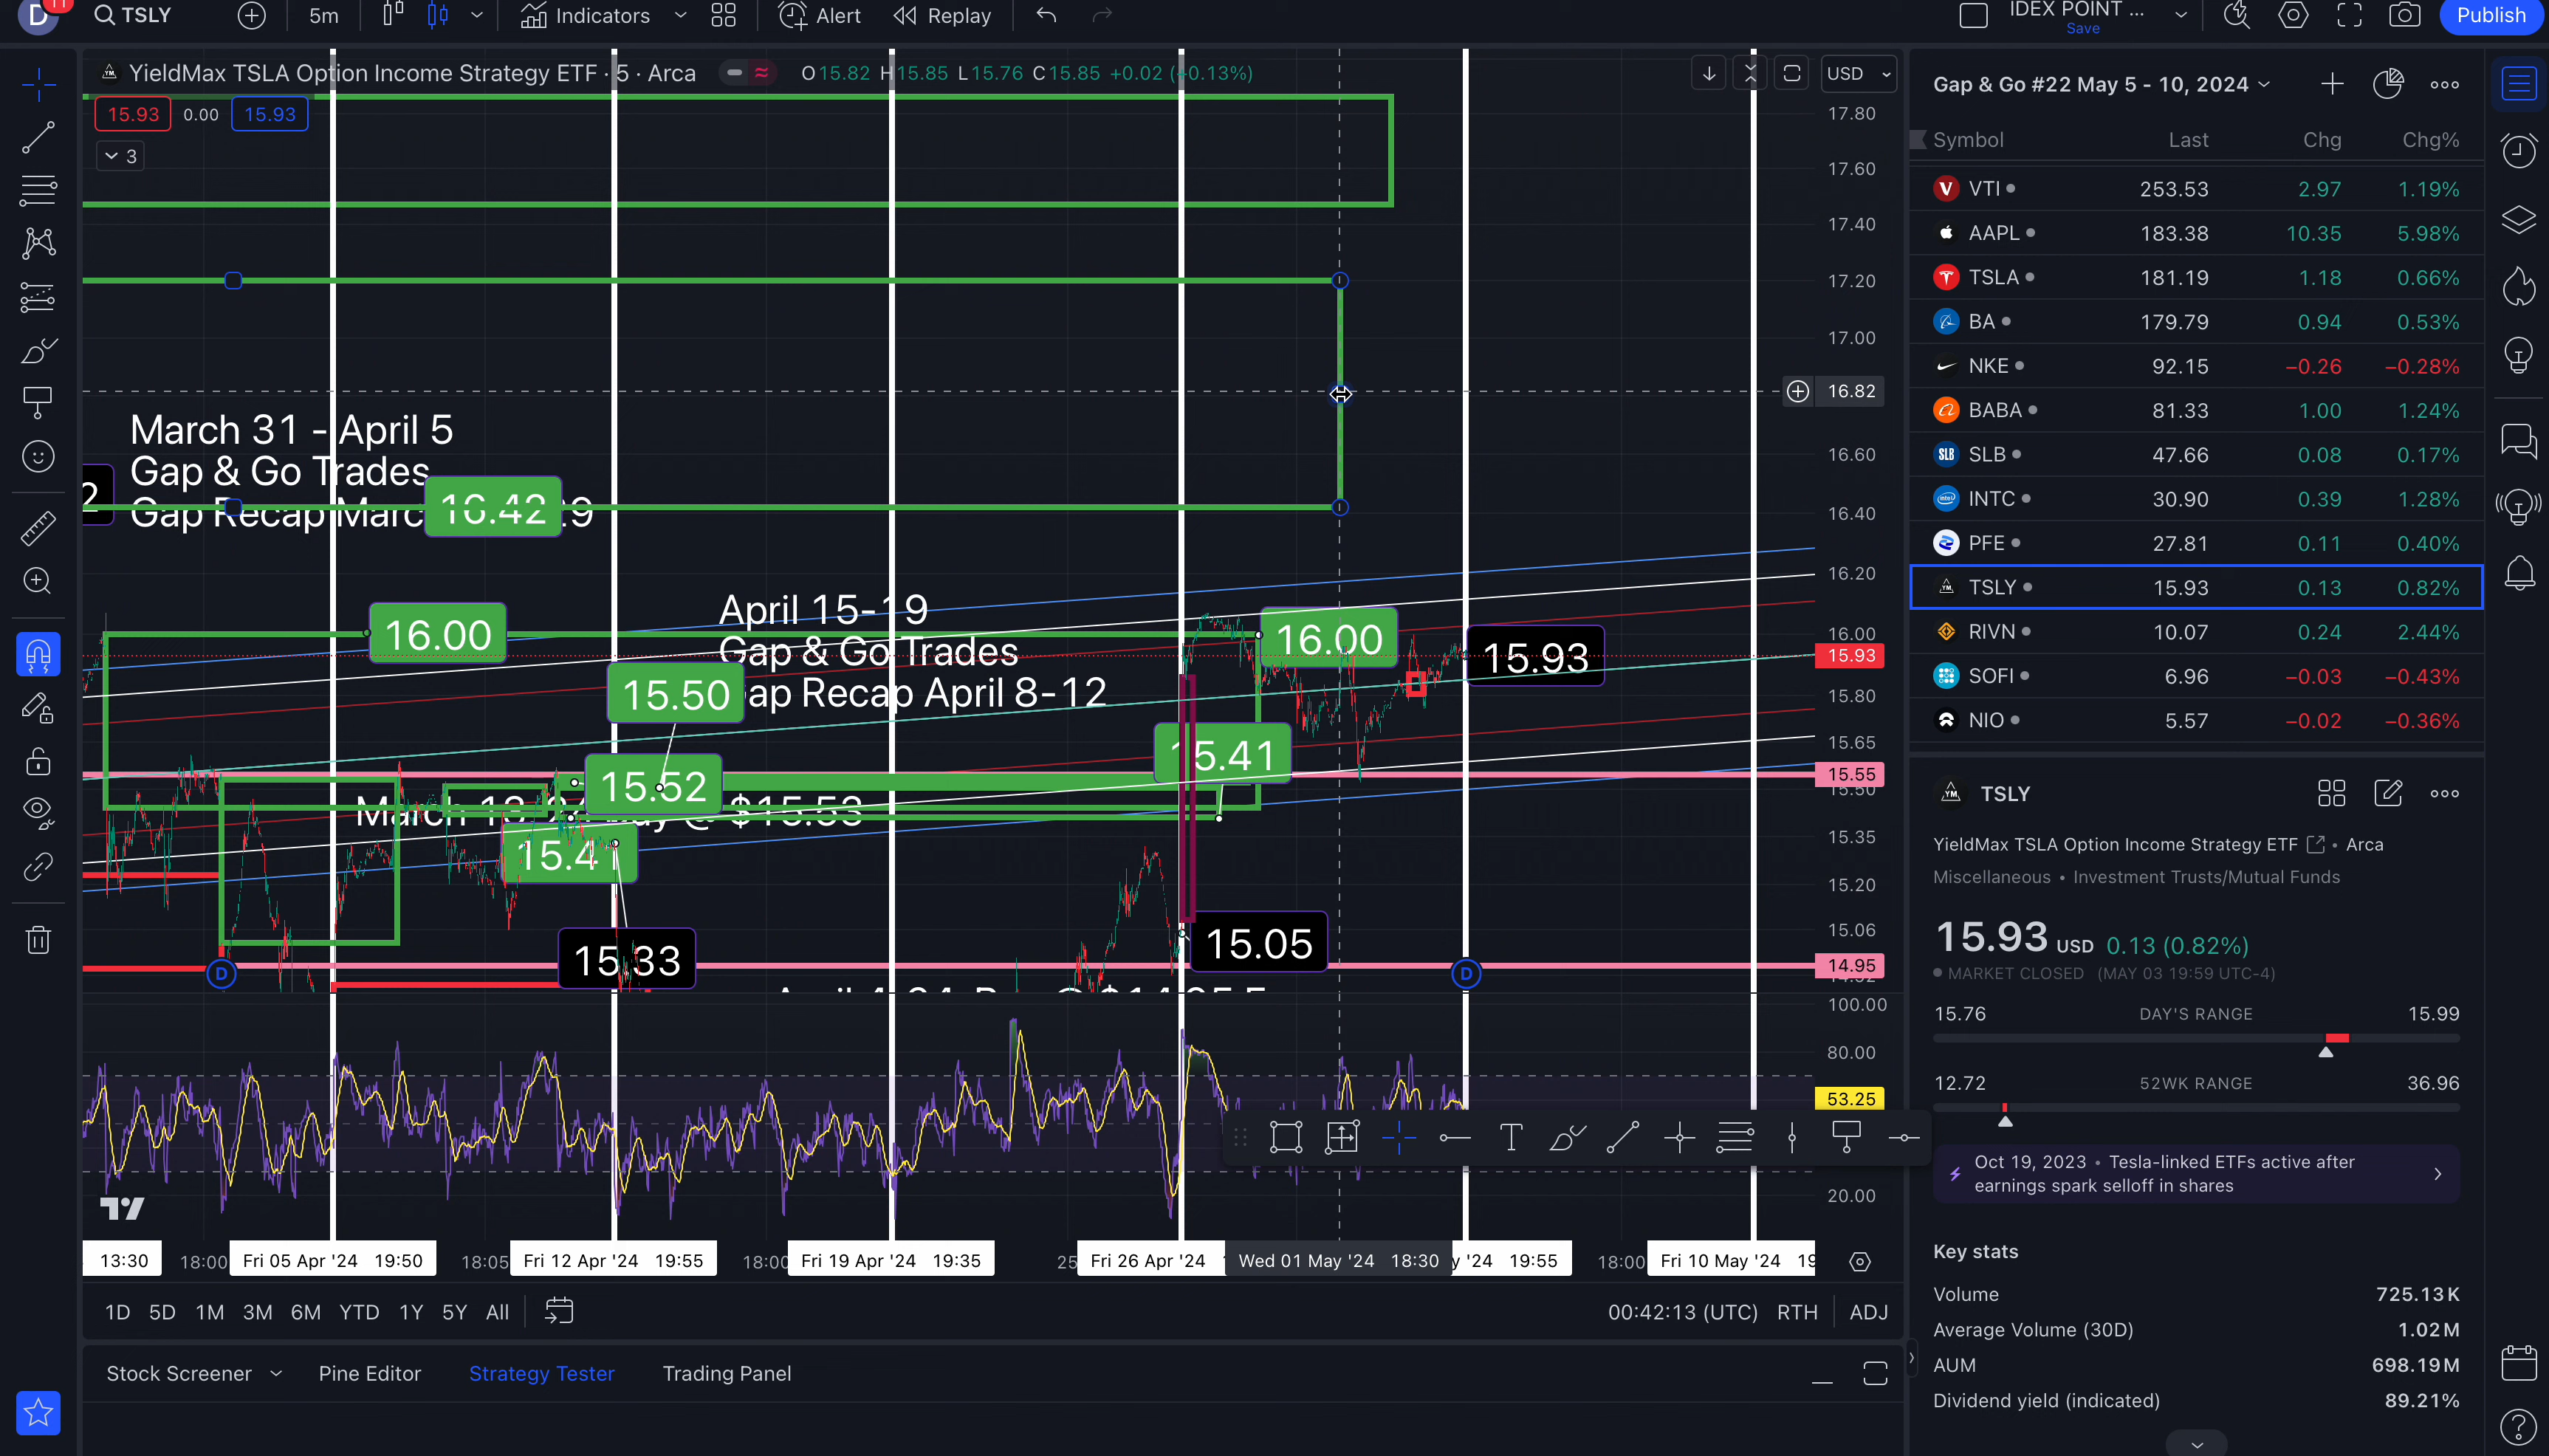 D 11 TSLY 5m Indicators Alert Replay IDEX POINT ... Save Publish
YieldMax TSLA Option Income Strategy ETF · 5 · Arca O15.82 H15.85 L15.76 C15.85 +0.02 (+0.13%) USD
15.93 0.00 15.93
3
17.80
17.60
17.40
17.20
17.00
16.82
16.60
16.40
16.20
16.00
15.93
15.80
15.65
15.55
15.50
15.35
15.20
15.06
14.95
100.00
80.00
53.25
20.00
March 31 - April 5
Gap & Go Trades
16.42
16.00
April 15-19
Gap & Go Trades
Gap Recap April 8-12
15.50
15.52
15.41
15.33
16.00
15.93
15.41
15.05
D
D
13:30 18:00 Fri 05 Apr '24 19:50 18:05 Fri 12 Apr '24 19:55 18:00 Fri 19 Apr '24 19:35 25 Fri 26 Apr '24 Wed 01 May '24 18:30 y '24 19:55 18:00 Fri 10 May '24 19
1D 5D 1M 3M 6M YTD 1Y 5Y All 00:42:13 (UTC) RTH ADJ
Stock Screener Pine Editor Strategy Tester Trading Panel
Gap & Go #22 May 5 - 10, 2024
Symbol Last Chg Chg%
VTI 253.53 2.97 1.19%
AAPL 183.38 10.35 5.98%
TSLA 181.19 1.18 0.66%
BA 179.79 0.94 0.53%
NKE 92.15 −0.26 −0.28%
BABA 81.33 1.00 1.24%
SLB SLB 47.66 0.08 0.17%
INTC 30.90 0.39 1.28%
PFE 27.81 0.11 0.40%
YM TSLY 15.93 0.13 0.82%
RIVN 10.07 0.24 2.44%
SOFI 6.96 −0.03 −0.43%
NIO 5.57 −0.02 −0.36%
YM TSLY
YieldMax TSLA Option Income Strategy ETF • Arca
Miscellaneous • Investment Trusts/Mutual Funds
15.93 USD 0.13 (0.82%)
MARKET CLOSED (MAY 03 19:59 UTC-4)
15.76 DAY'S RANGE 15.99
12.72 52WK RANGE 36.96
Oct 19, 2023 • Tesla-linked ETFs active after
earnings spark selloff in shares
Key stats
Volume 725.13K
Average Volume (30D) 1.02M
AUM 698.19M
Dividend yield (indicated) 89.21%